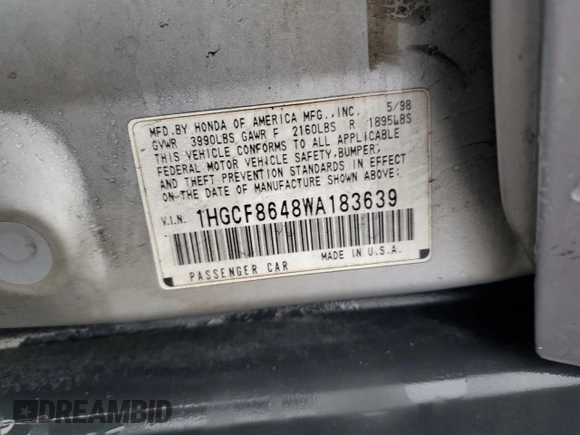 MFD.BY HONDA OF AMERICA MFG.,INC. 5/98
GVWR 3990LBS GAWR F 2160LBS R 1895LBS
THIS VEHICLE CONFORMS TO ALL APPLICABLE
FEDERAL MOTOR VEHICLE SAFETY,BUMPER,
AND THEFT PREVENTION STANDARDS IN EFFECT
ON THE DATE OF MANUFACTURE SHOWN ABOVE:
V.I.N. 1HGCF8648WA183639
PASSENGER CAR MADE IN U.S.A.
DREAMBID